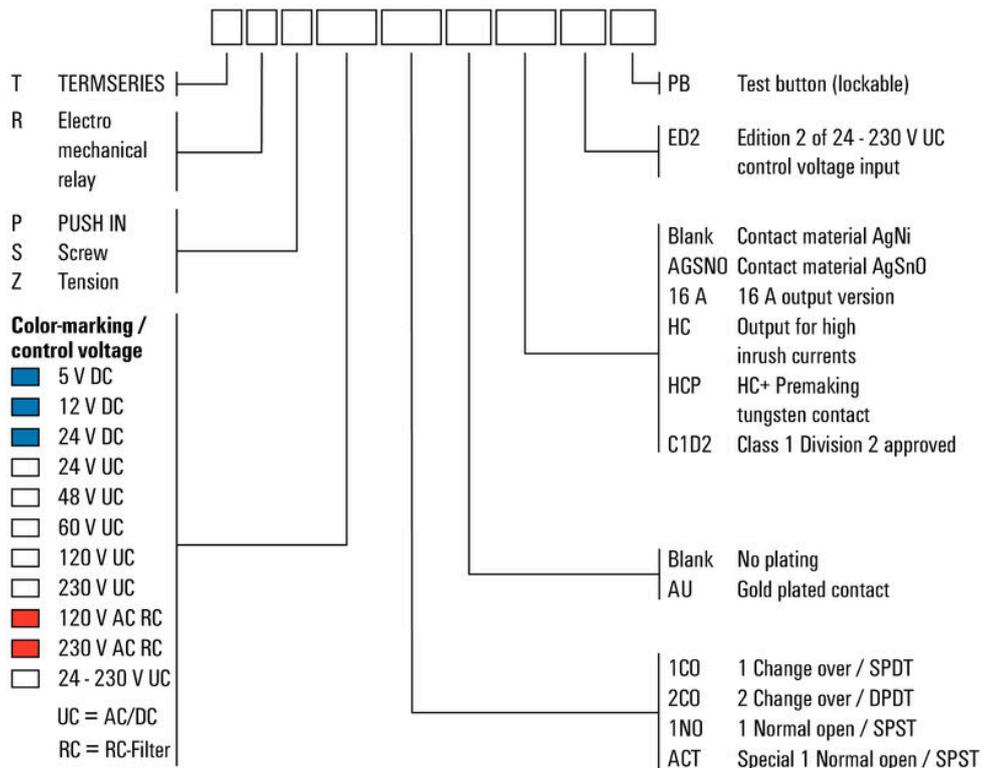 T TERMSERIES
R Electro
mechanical
relay
P PUSH IN
S Screw
Z Tension
Color-marking /
control voltage
5 V DC
12 V DC
24 V DC
24 V UC
48 V UC
60 V UC
120 V UC
230 V UC
120 V AC RC
230 V AC RC
24 - 230 V UC
UC = AC/DC
RC = RC-Filter
PB Test button (lockable)
ED2 Edition 2 of 24 - 230 V UC
control voltage input
Blank Contact material AgNi
AGSNO Contact material AgSnO
16 A 16 A output version
HC Output for high
inrush currents
HCP HC+ Premaking
tungsten contact
C1D2 Class 1 Division 2 approved
Blank No plating
AU Gold plated contact
1CO 1 Change over / SPDT
2CO 2 Change over / DPDT
1NO 1 Normal open / SPST
ACT Special 1 Normal open / SPST